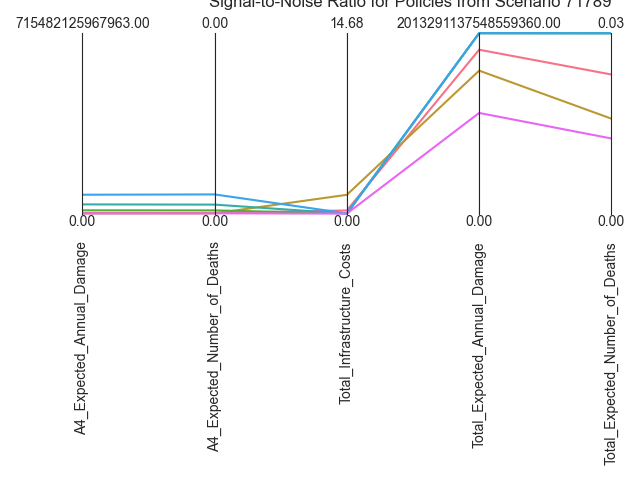 Signal-to-Noise Ratio for Policies from Scenario 71789
715482125967963.00
0.00
14.68
2013291137548559360.00
0.03
0.00
0.00
0.00
0.00
0.00
A4_Expected_Annual_Damage
A4_Expected_Number_of_Deaths
Total_Infrastructure_Costs
Total_Expected_Annual_Damage
Total_Expected_Number_of_Deaths